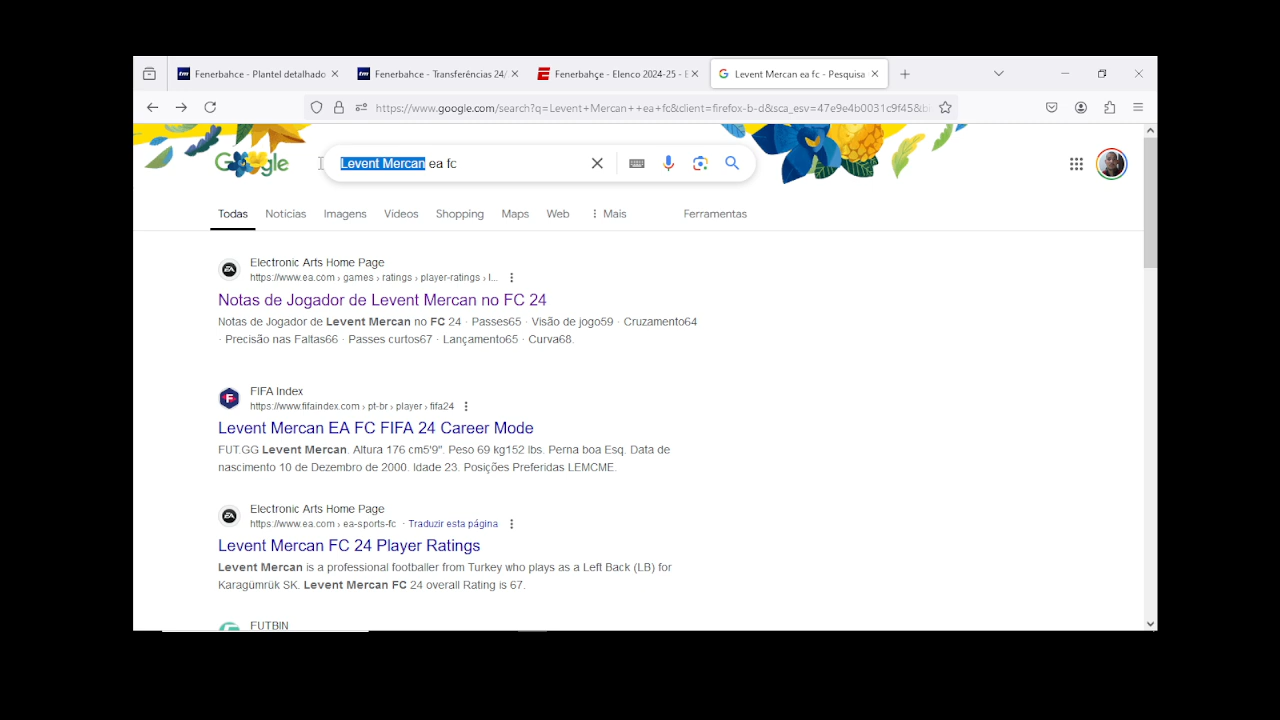 Fenerbahce - Plantel detalhado
Fenerbahce - Transferências 24/
Fenerbahçe - Elenco 2024-25 - E
Levent Mercan ea fc - Pesquisa
https://www.google.com/search?q=Levent+Mercan++ea+fc&client=firefox-b-d&sca_esv=47e9e4b0031c9f45&bi
Google
Levent Mercan ea fc
Todas Notícias Imagens Vídeos Shopping Maps Web Mais Ferramentas
Electronic Arts Home Page
https://www.ea.com › games › ratings › player-ratings › l...
Notas de Jogador de Levent Mercan no FC 24
Notas de Jogador de Levent Mercan no FC 24 · Passes65 · Visão de jogo59 · Cruzamento64
· Precisão nas Faltas66 · Passes curtos67 · Lançamento65 · Curva68.
FIFA Index
https://www.fifaindex.com › pt-br › player › fifa24
Levent Mercan EA FC FIFA 24 Career Mode
FUT.GG Levent Mercan. Altura 176 cm5'9". Peso 69 kg152 lbs. Perna boa Esq. Data de
nascimento 10 de Dezembro de 2000. Idade 23. Posições Preferidas LEMCME.
Electronic Arts Home Page
https://www.ea.com › ea-sports-fc · Traduzir esta página
Levent Mercan FC 24 Player Ratings
Levent Mercan is a professional footballer from Turkey who plays as a Left Back (LB) for
Karagümrük SK. Levent Mercan FC 24 overall Rating is 67.
FUTBIN